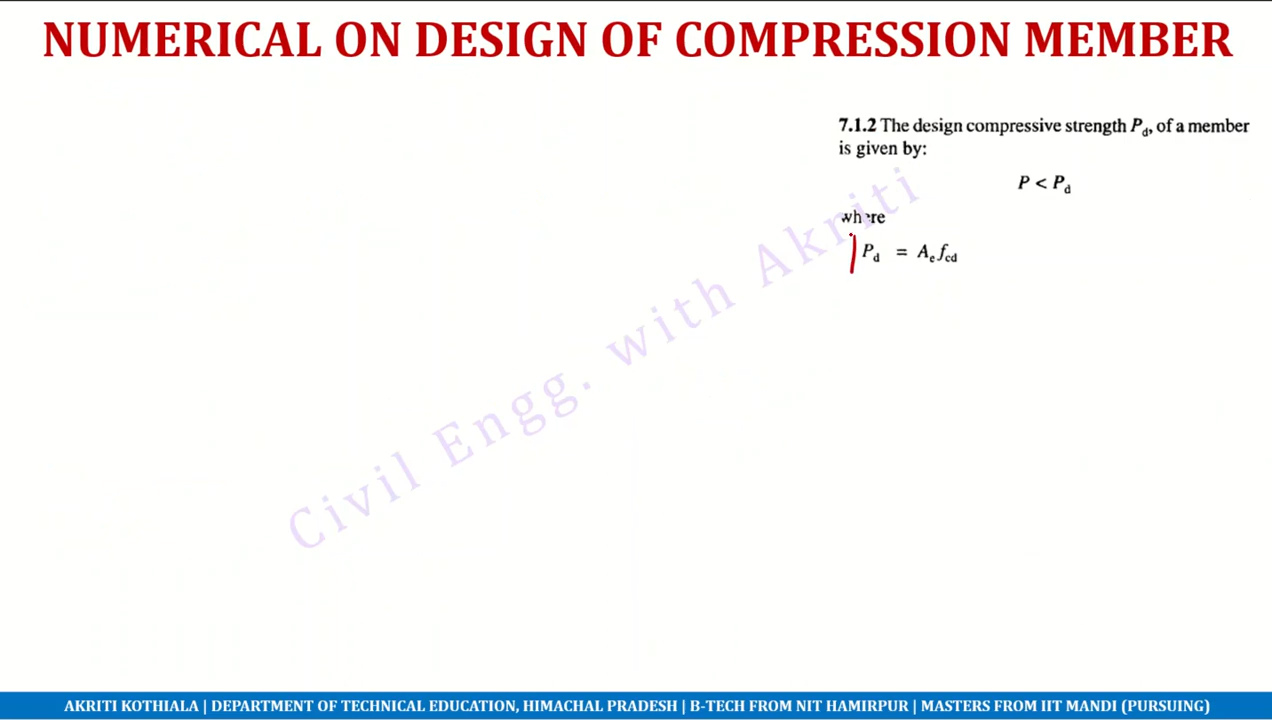 NUMERICAL ON DESIGN OF COMPRESSION MEMBER
7.1.2 The design compressive strength Pd, of a member
is given by:
P < Pd
where
Pd = Ae fcd
Civil Engg. with Akriti
AKRITI KOTHIALA | DEPARTMENT OF TECHNICAL EDUCATION, HIMACHAL PRADESH | B-TECH FROM NIT HAMIRPUR | MASTERS FROM IIT MANDI (PURSUING)